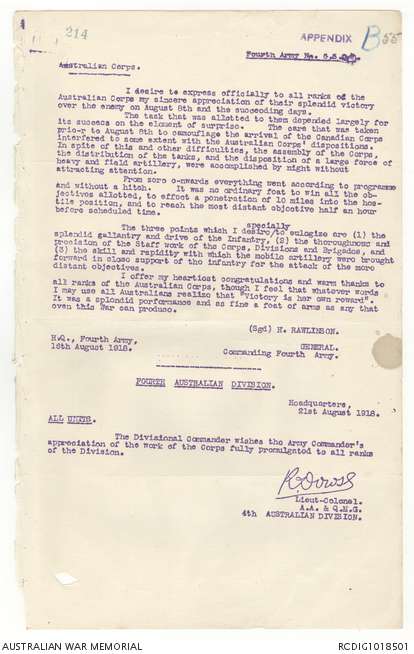 214
APPENDIX B 55
Fourth Army No.
Australian Corps.
I desire to express officially to all ranks of the
Australian Corps my sincere appreciation of their splendid victory
over the enemy on August 8th and the succeeding days.
The task that was allotted to them depended largely for
its success on the element of surprise. The care that was taken
prio-r to August 8th to camouflage the arrival of the Canadian Corps
interfered to some extent with the Australian Corps' dispositions.
In spite of this and other difficulties, the assembly of the Corps,
the distribution of the tanks, and the disposition of a large force of
heavy and field artillery, were accomplished by night without
attracting attention.
From zero o-nwards everything went according to programme
and without a hitch. It was no ordinary feat to win all the ob-
jectives allotted, to effect a penetration of 10 miles into the hos-
tile position, and to reach the most distant objective half an hour
before scheduled time.
specially
The three points which I desire/to eulogize are (1) the
splendid gallantry and drive of the Infantry, (2) the thoroughness and
precision of the Staff work of the Corps, Divisions and Brigades, and
(3) the skill and rapidity with which the mobile artillery were brought
forward in close support of the infantry for the attack of the more
distant objectives.
I offer my heartiest congratulations and warm thanks to
all ranks of the Australian Corps, though I feel that whatever words
I may use all Australians realize that "Victory is her own reward".
It was a splendid performance and as fine a feat of arms as any that
even this War can produce.
(Sgd) H. RAWLINSON.
GENERAL.
H.Q., Fourth Army,
16th August 1918.
Commanding Fourth Army.
FOURTH AUSTRALIAN DIVISION.
Headquarters,
21st August 1918.
ALL UNITS.
The Divisional Commander wishes the Army Commander's
appreciation of the work of the Corps fully promulgated to all ranks
of the Division.
R Dowse
Lieut-Colonel.
A.A. & Q.M.G.
4th AUSTRALIAN DIVISION.
AUSTRALIAN WAR MEMORIAL
RCDIG1018501